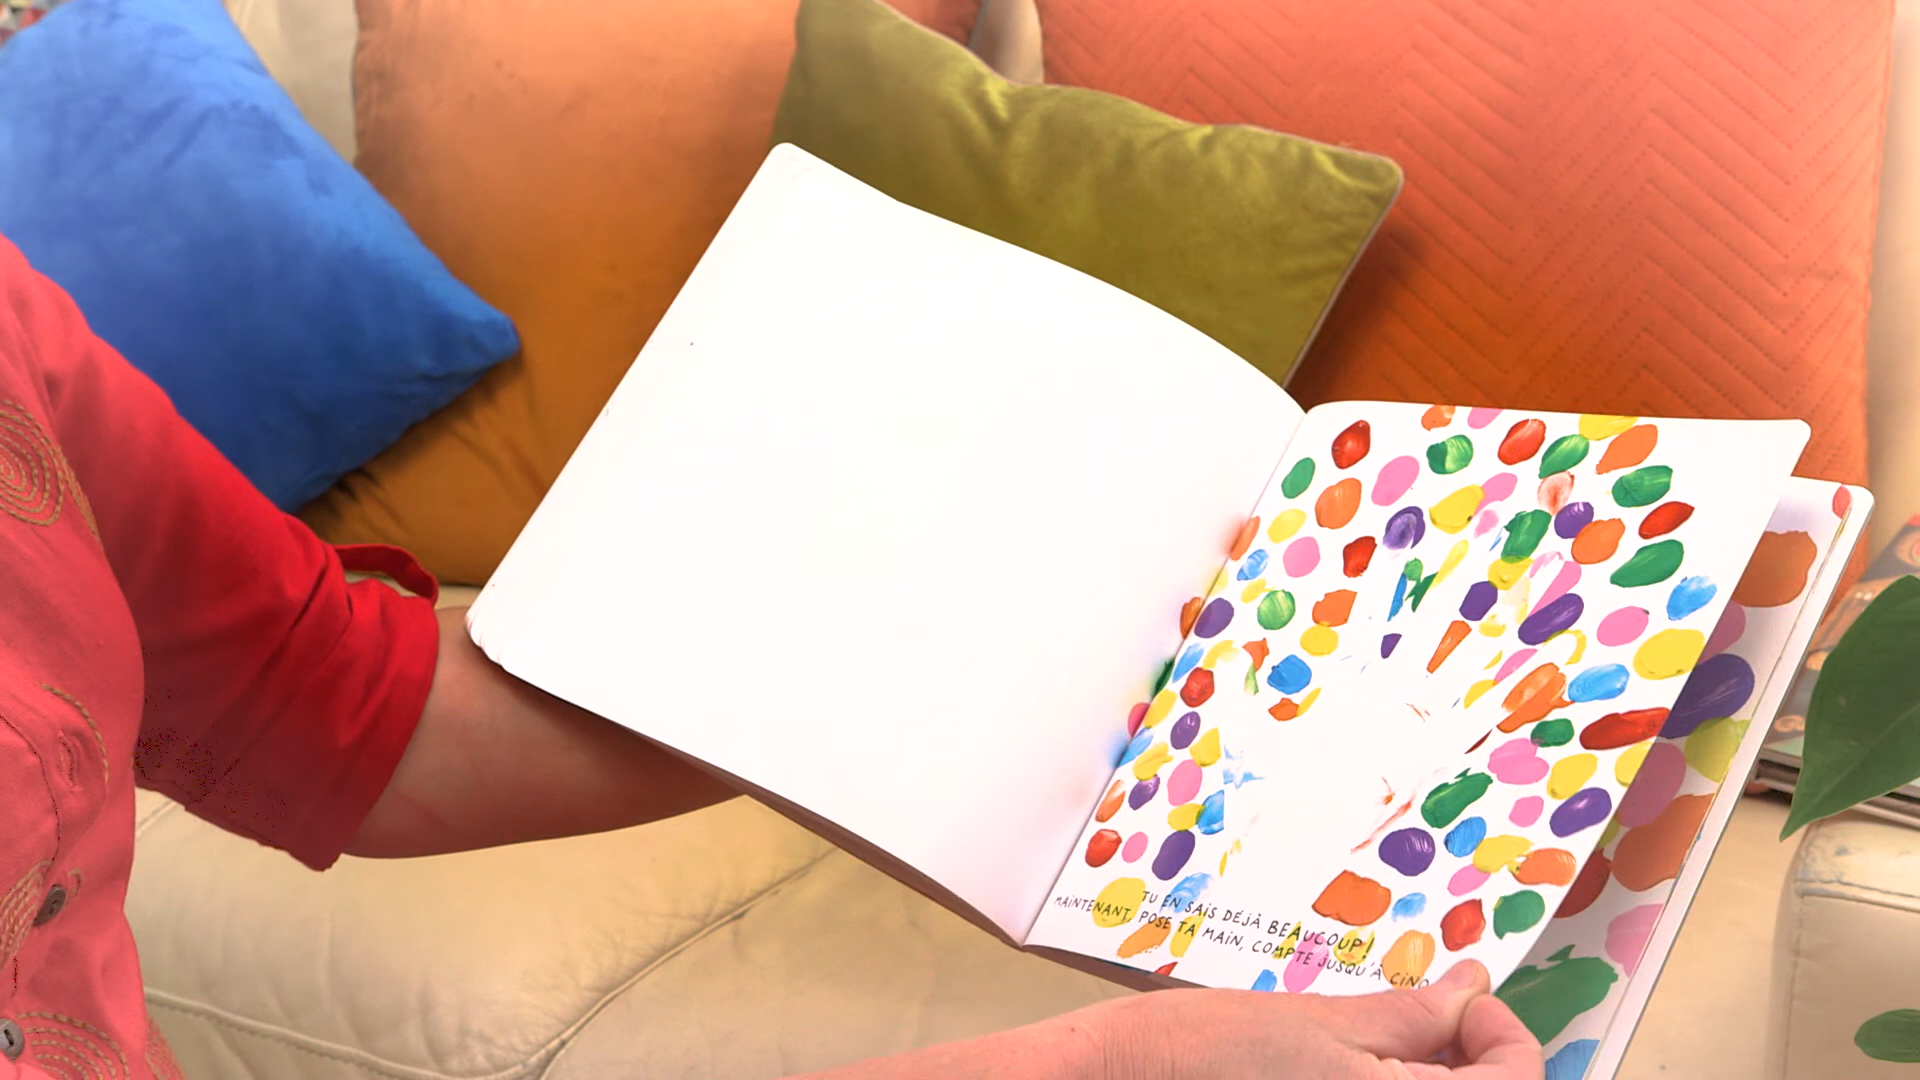 TU EN SAIS DÉJÀ BEAUCOUP !
MAINTENANT, POSE TA MAIN, COMPTE JUSQU'À CINQ